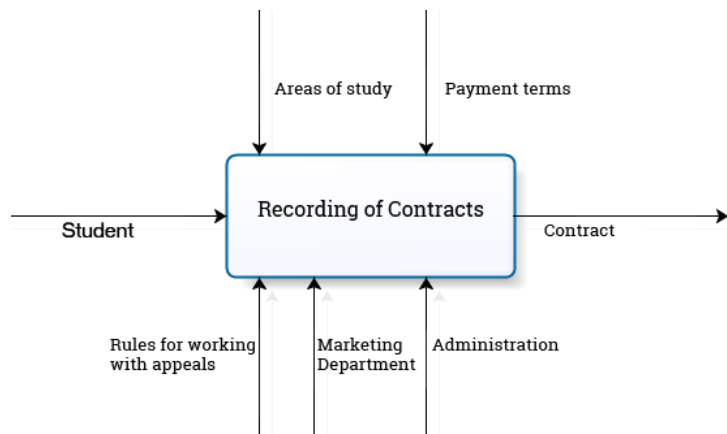 Areas of study
Payment terms
Recording of Contracts
Student
Contract
Rules for working
with appeals
Marketing
Department
Administration